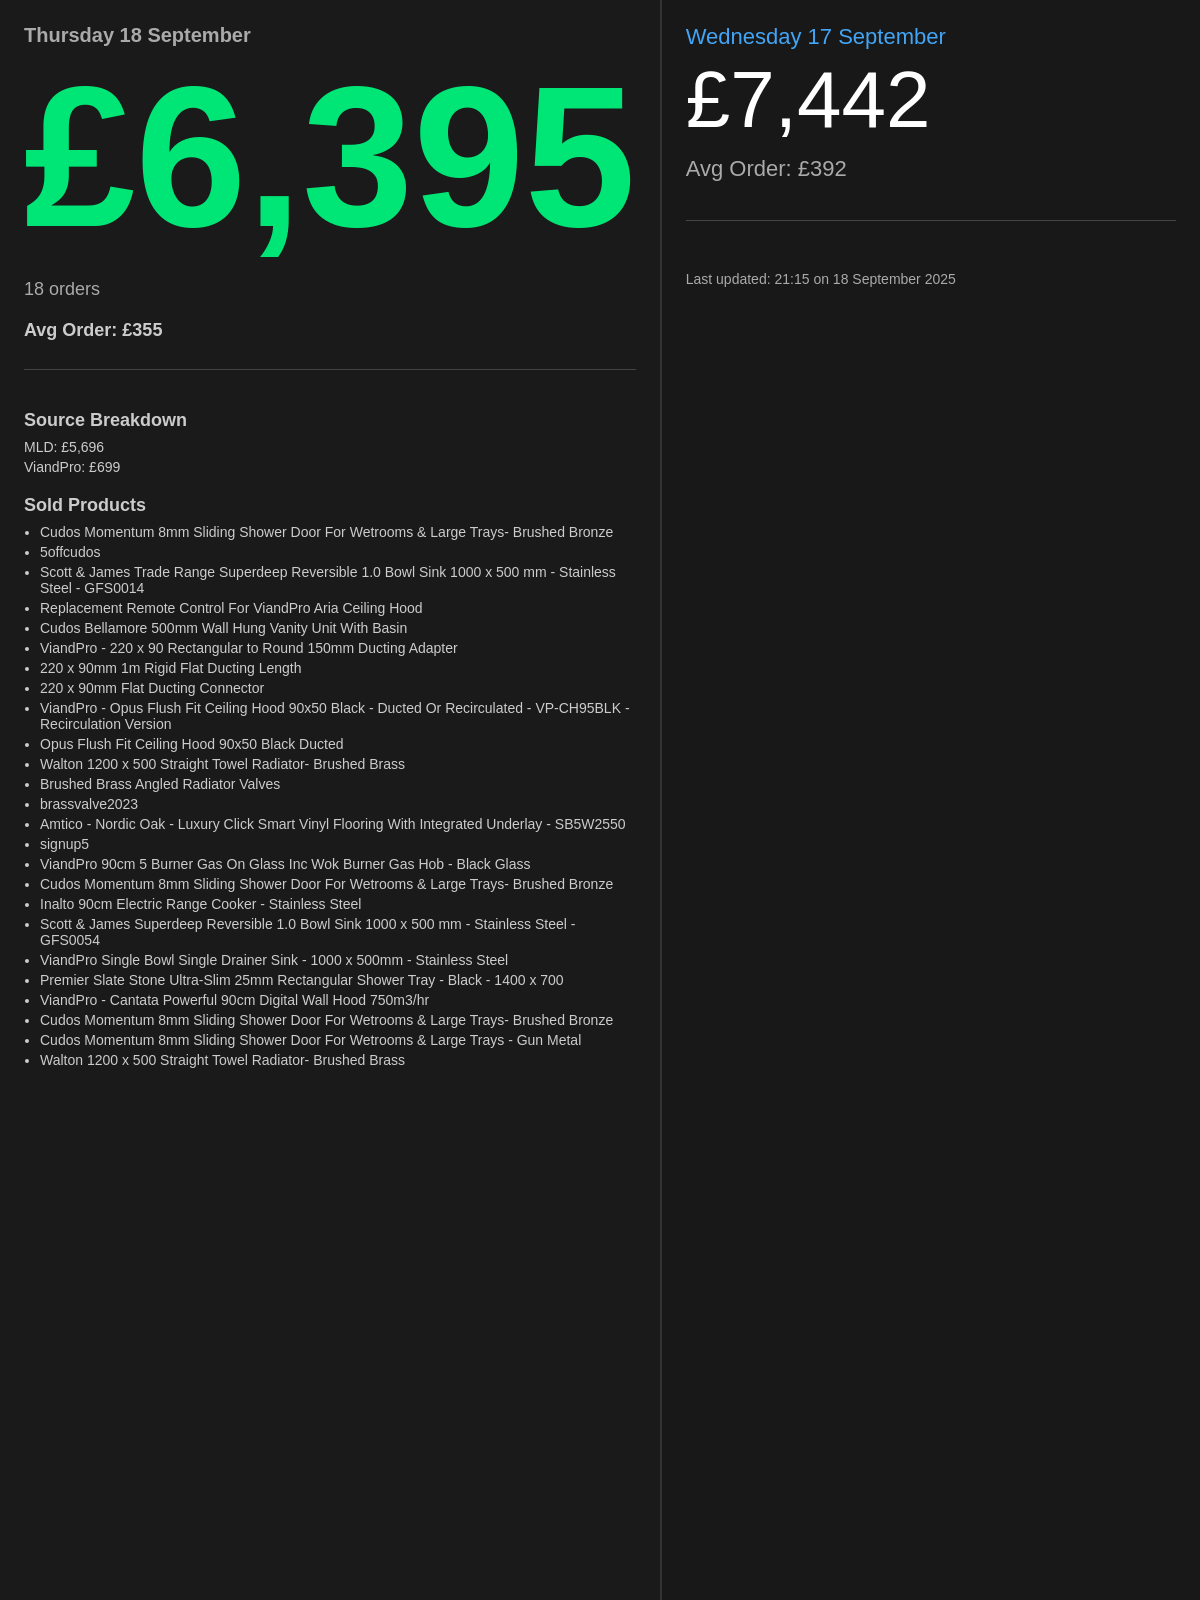 Thursday 18 September
£6,395
18 orders
Avg Order: £355
Source Breakdown
MLD: £5,696
ViandPro: £699
Sold Products
• Cudos Momentum 8mm Sliding Shower Door For Wetrooms & Large Trays- Brushed Bronze
• 5offcudos
• Scott & James Trade Range Superdeep Reversible 1.0 Bowl Sink 1000 x 500 mm - Stainless
Steel - GFS0014
• Replacement Remote Control For ViandPro Aria Ceiling Hood
• Cudos Bellamore 500mm Wall Hung Vanity Unit With Basin
• ViandPro - 220 x 90 Rectangular to Round 150mm Ducting Adapter
• 220 x 90mm 1m Rigid Flat Ducting Length
• 220 x 90mm Flat Ducting Connector
• ViandPro - Opus Flush Fit Ceiling Hood 90x50 Black - Ducted Or Recirculated - VP-CH95BLK -
Recirculation Version
• Opus Flush Fit Ceiling Hood 90x50 Black Ducted
• Walton 1200 x 500 Straight Towel Radiator- Brushed Brass
• Brushed Brass Angled Radiator Valves
• brassvalve2023
• Amtico - Nordic Oak - Luxury Click Smart Vinyl Flooring With Integrated Underlay - SB5W2550
• signup5
• ViandPro 90cm 5 Burner Gas On Glass Inc Wok Burner Gas Hob - Black Glass
• Cudos Momentum 8mm Sliding Shower Door For Wetrooms & Large Trays- Brushed Bronze
• Inalto 90cm Electric Range Cooker - Stainless Steel
• Scott & James Superdeep Reversible 1.0 Bowl Sink 1000 x 500 mm - Stainless Steel -
GFS0054
• ViandPro Single Bowl Single Drainer Sink - 1000 x 500mm - Stainless Steel
• Premier Slate Stone Ultra-Slim 25mm Rectangular Shower Tray - Black - 1400 x 700
• ViandPro - Cantata Powerful 90cm Digital Wall Hood 750m3/hr
• Cudos Momentum 8mm Sliding Shower Door For Wetrooms & Large Trays- Brushed Bronze
• Cudos Momentum 8mm Sliding Shower Door For Wetrooms & Large Trays - Gun Metal
• Walton 1200 x 500 Straight Towel Radiator- Brushed Brass
Wednesday 17 September
£7,442
Avg Order: £392
Last updated: 21:15 on 18 September 2025